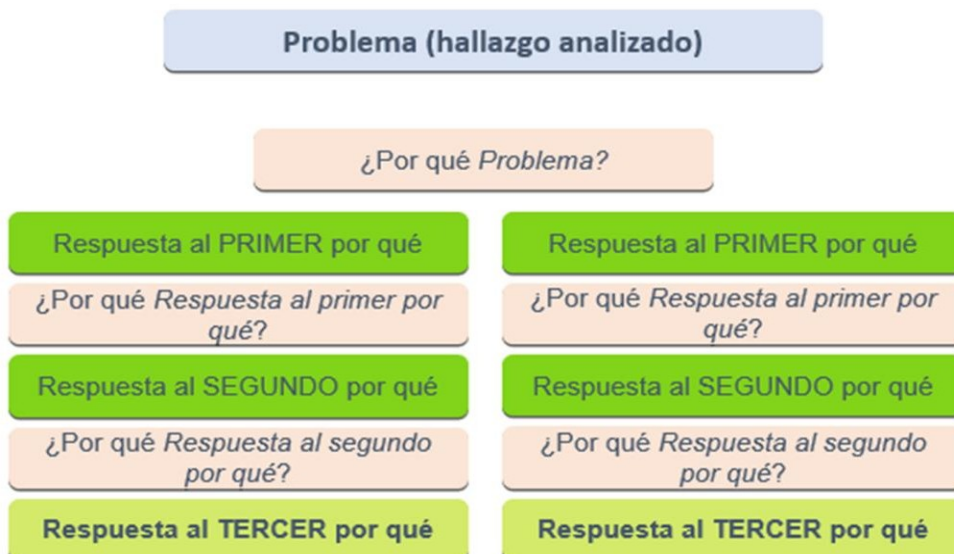 Problema (hallazgo analizado)
¿Por qué Problema?
Respuesta al PRIMER por qué
Respuesta al PRIMER por qué
¿Por qué Respuesta al primer por
qué?
¿Por qué Respuesta al primer por
qué?
Respuesta al SEGUNDO por qué
Respuesta al SEGUNDO por qué
¿Por qué Respuesta al segundo
por qué?
¿Por qué Respuesta al segundo
por qué?
Respuesta al TERCER por qué
Respuesta al TERCER por qué